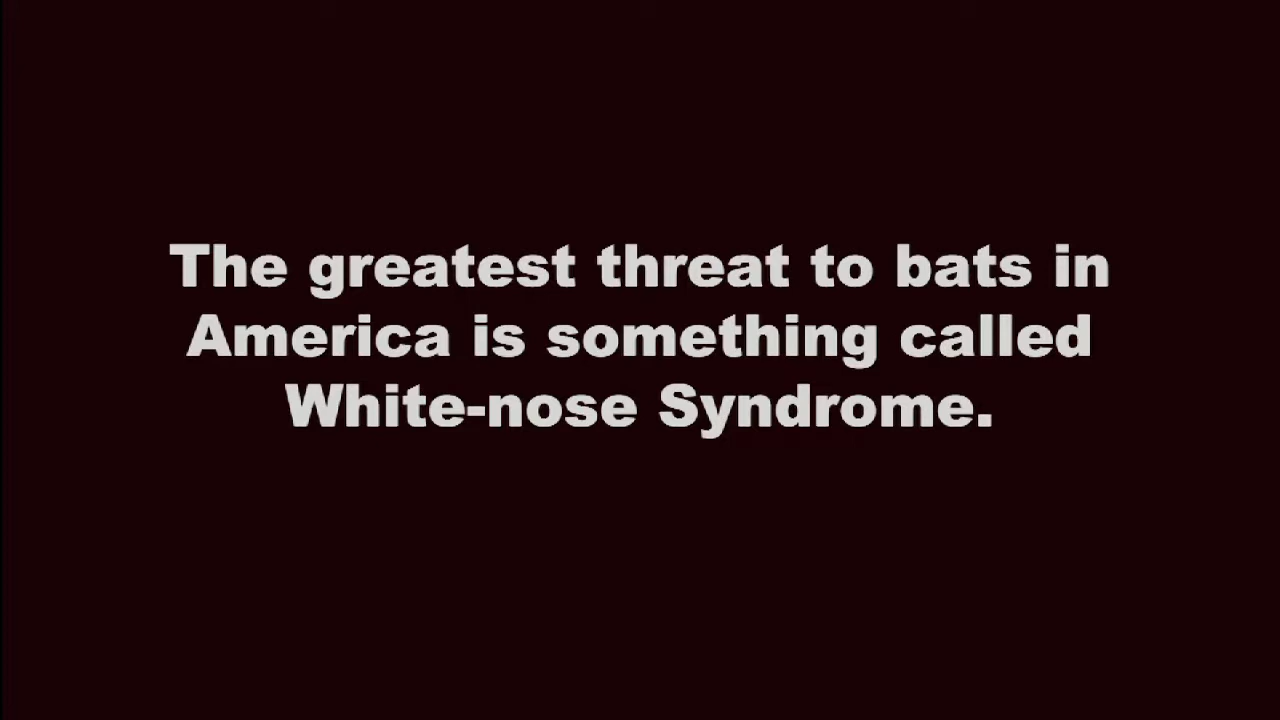 The greatest threat to bats in
America is something called
White-nose Syndrome.